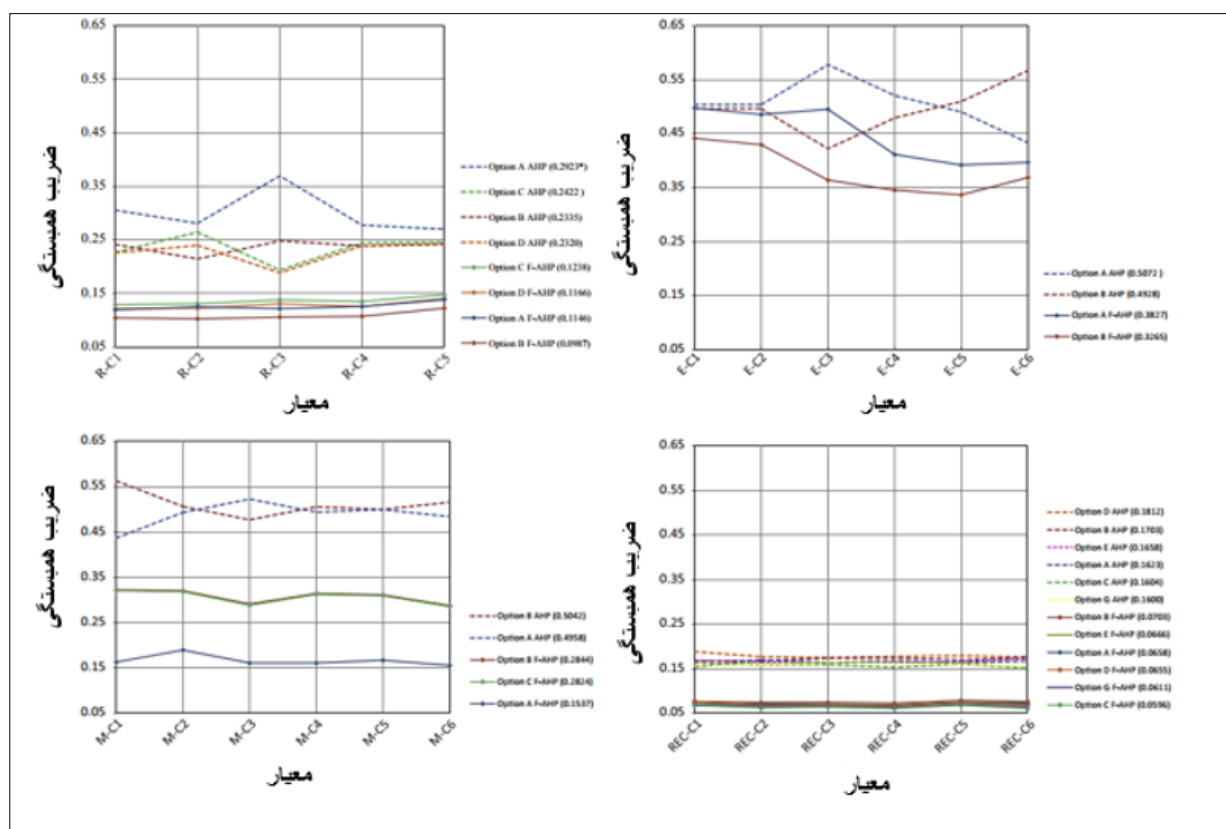 0.65
0.55
0.45
0.35
0.25
0.15
0.05
ضریب همبستگی
R-C1
R-C2
R-C3
R-C4
R-C5
معیار
Option A AHP (0.2923*)
Option C AHP (0.2422 )
Option B AHP (0.2335)
Option D AHP (0.2320)
Option C F-AHP (0.1238)
Option D F-AHP (0.1166)
Option A F-AHP (0.1146)
Option B F-AHP (0.0987)
0.65
0.55
0.45
0.35
0.25
0.15
0.05
ضریب همبستگی
E-C1
E-C2
E-C3
E-C4
E-C5
E-C6
معیار
Option A AHP (0.5072 )
Option B AHP (0.4928)
Option A F-AHP (0.3827)
Option B F-AHP (0.3265)
0.65
0.55
0.45
0.35
0.25
0.15
0.05
ضریب همبستگی
M-C1
M-C2
M-C3
M-C4
M-C5
M-C6
معیار
Option B AHP (0.5042)
Option A AHP (0.4958)
Option B F-AHP (0.2844)
Option C F-AHP (0.2824)
Option A F-AHP (0.1537)
0.65
0.55
0.45
0.35
0.25
0.15
0.05
ضریب همبستگی
REC-C1
REC-C2
REC-C3
REC-C4
REC-C5
REC-C6
معیار
Option D AHP (0.1812)
Option B AHP (0.1703)
Option E AHP (0.1658)
Option A AHP (0.1623)
Option C AHP (0.1604)
Option G AHP (0.1600)
Option B F-AHP (0.0703)
Option E F-AHP (0.0666)
Option A F-AHP (0.0658)
Option D F-AHP (0.0655)
Option G F-AHP (0.0611)
Option C F-AHP (0.0596)